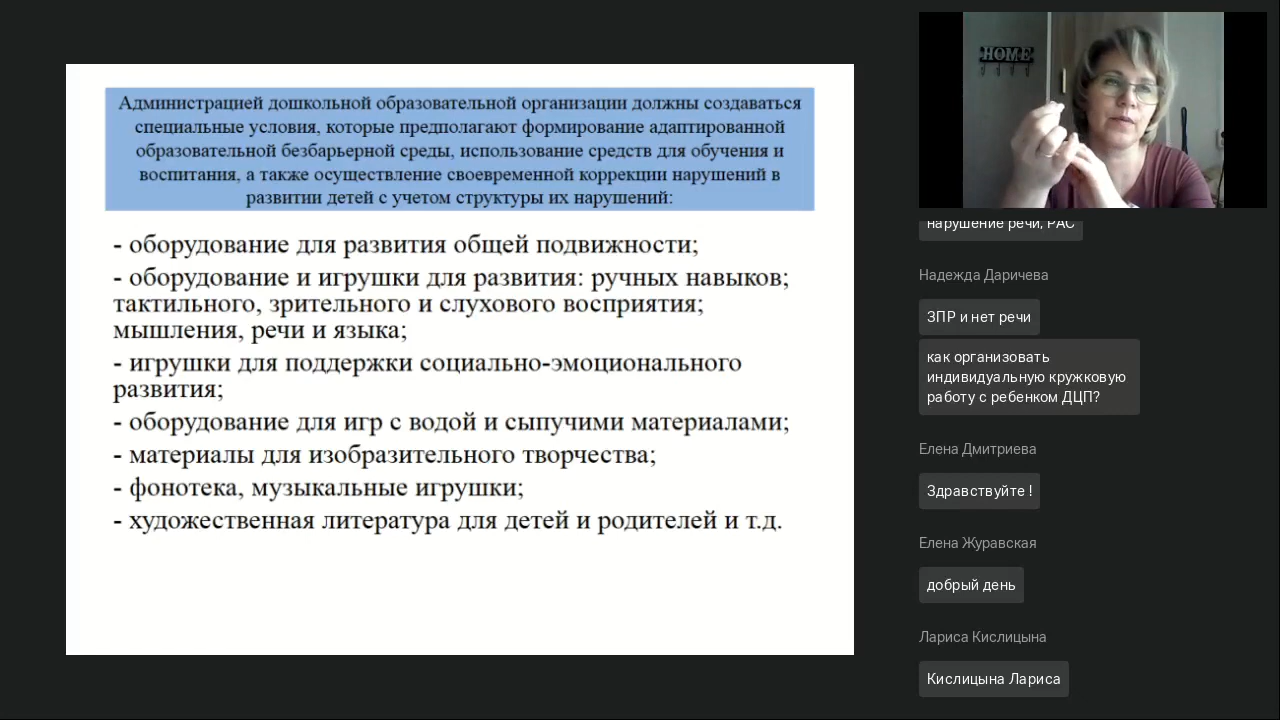 Администрацией дошкольной образовательной организации должны создаваться
специальные условия, которые предполагают формирование адаптированной
образовательной безбарьерной среды, использование средств для обучения и
воспитания, а также осуществление своевременной коррекции нарушений в
развитии детей с учетом структуры их нарушений:
- оборудование для развития общей подвижности;
- оборудование и игрушки для развития: ручных навыков;
тактильного, зрительного и слухового восприятия;
мышления, речи и языка;
- игрушки для поддержки социально-эмоционального
развития;
- оборудование для игр с водой и сыпучими материалами;
- материалы для изобразительного творчества;
- фонотека, музыкальные игрушки;
- художественная литература для детей и родителей и т.д.
HOME
нарушение речи, РАС
Надежда Даричева
ЗПР и нет речи
как организовать
индивидуальную кружковую
работу с ребенком ДЦП?
Елена Дмитриева
Здравствуйте !
Елена Журавская
добрый день
Лариса Кислицына
Кислицына Лариса